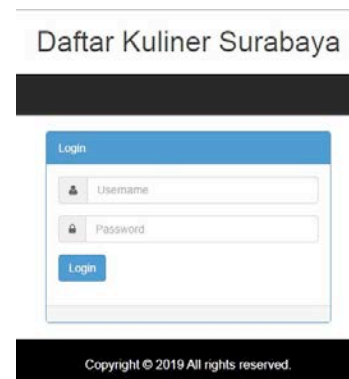 Daftar Kuliner Surabaya
Login
Username
Password
Login
Copyright © 2019 All rights reserved.